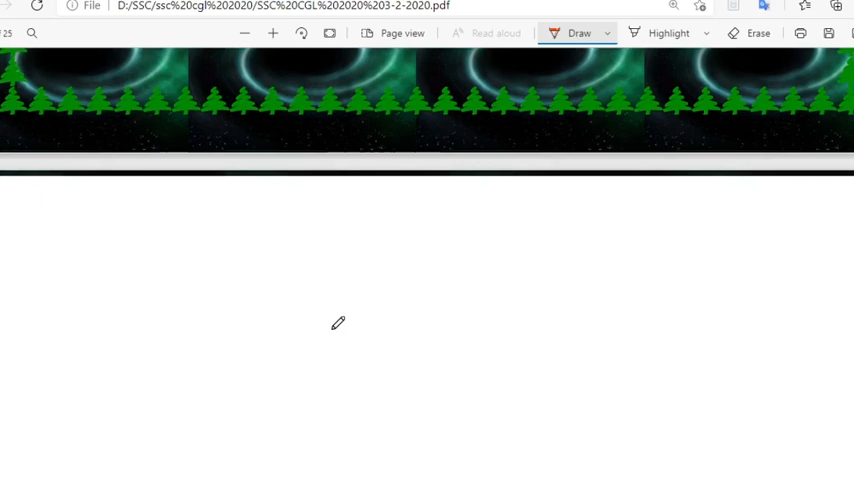 File D:/SSC/ssc%20cgl%202020/SSC%20CGL%202020%203-2-2020.pdf
/ 25 Page view Read aloud Draw Highlight Erase